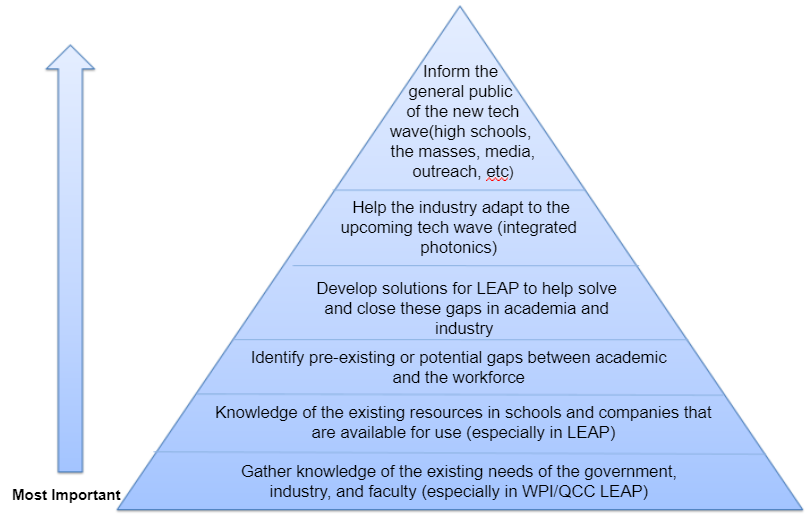 Inform the
general public
of the new tech
wave(high schools,
the masses, media,
outreach, etc)
Help the industry adapt to the
upcoming tech wave (integrated
photonics)
Develop solutions for LEAP to help solve
and close these gaps in academia and
industry
Identify pre-existing or potential gaps between academic
and the workforce
Knowledge of the existing resources in schools and companies that
are available for use (especially in LEAP)
Gather knowledge of the existing needs of the government,
industry, and faculty (especially in WPI/QCC LEAP)
Most Important